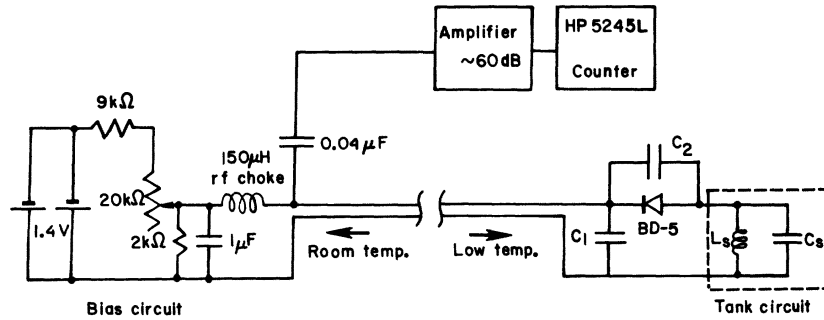 Amplifier
~60dB
HP 5245L
Counter
9kΩ
0.04μF
150μH
rf choke
20kΩ
1.4V
2kΩ
1μF
Room temp.
Low temp.
C2
BD-5
C1
Ls
Cs
Bias circuit
Tank circuit